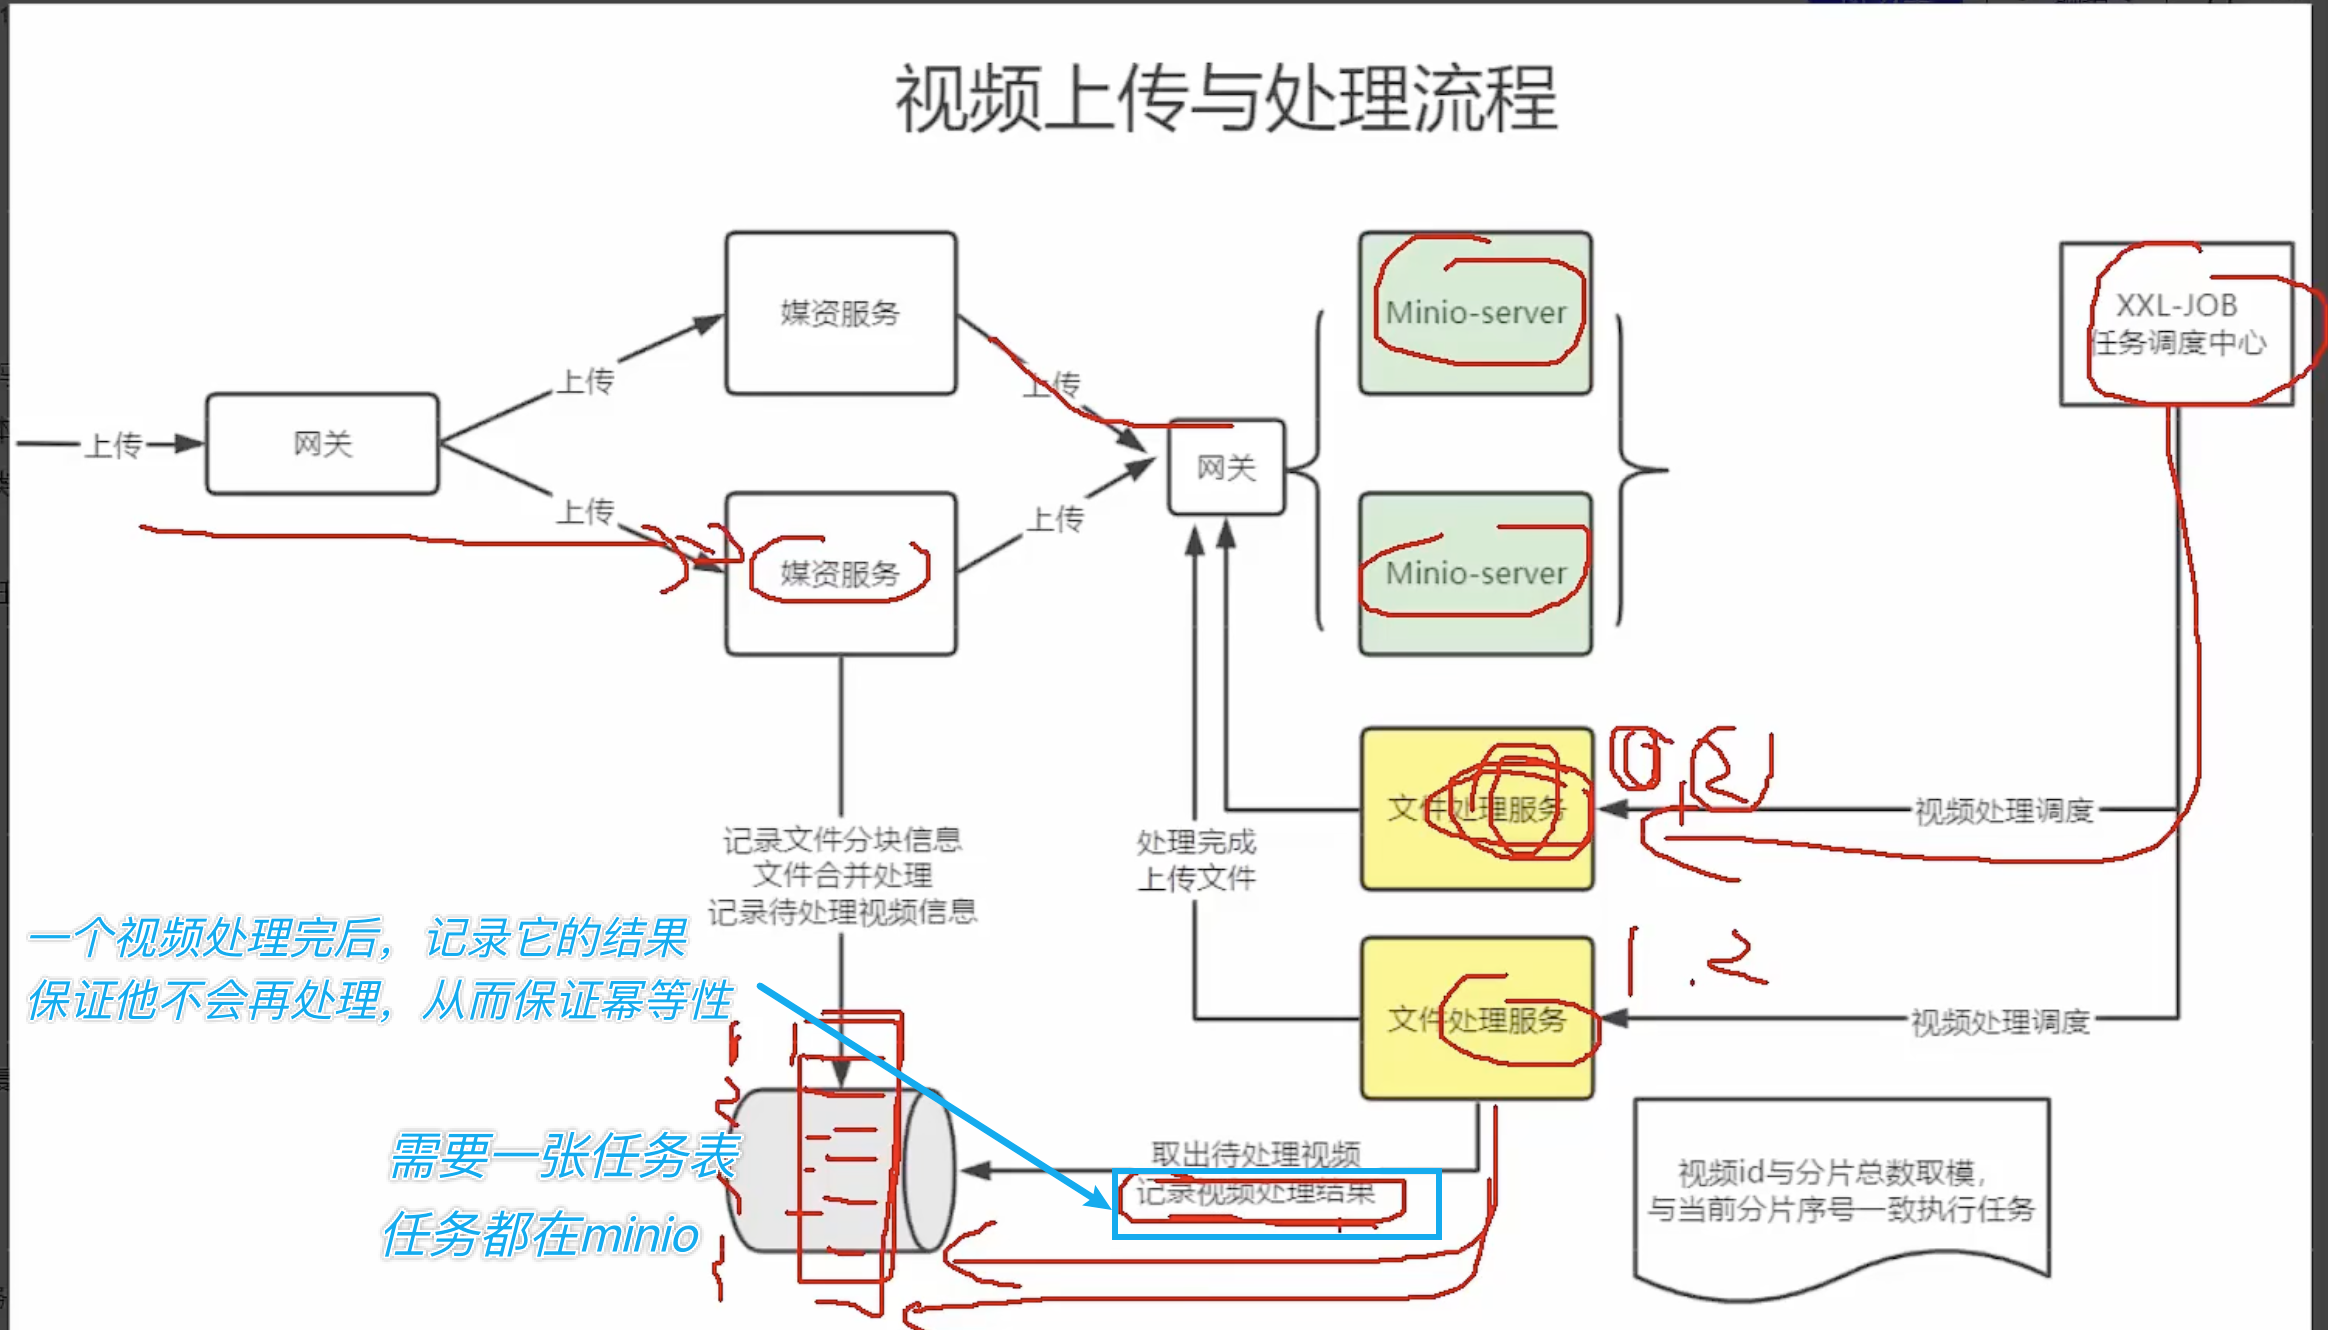 视频上传与处理流程
媒资服务
Minio-server
XXL-JOB
任务调度中心
上传
上传
上传
网关
网关
上传
上传
媒资服务
Minio-server
0,2
文件处理服务
视频处理调度
记录文件分块信息
文件合并处理
记录待处理视频信息
处理完成
上传文件
一个视频处理完后，记录它的结果
保证他不会再处理，从而保证幂等性
1.2
文件处理服务
视频处理调度
需要一张任务表
任务都在minio
取出待处理视频
记录视频处理结果
视频id与分片总数取模，
与当前分片序号一致执行任务